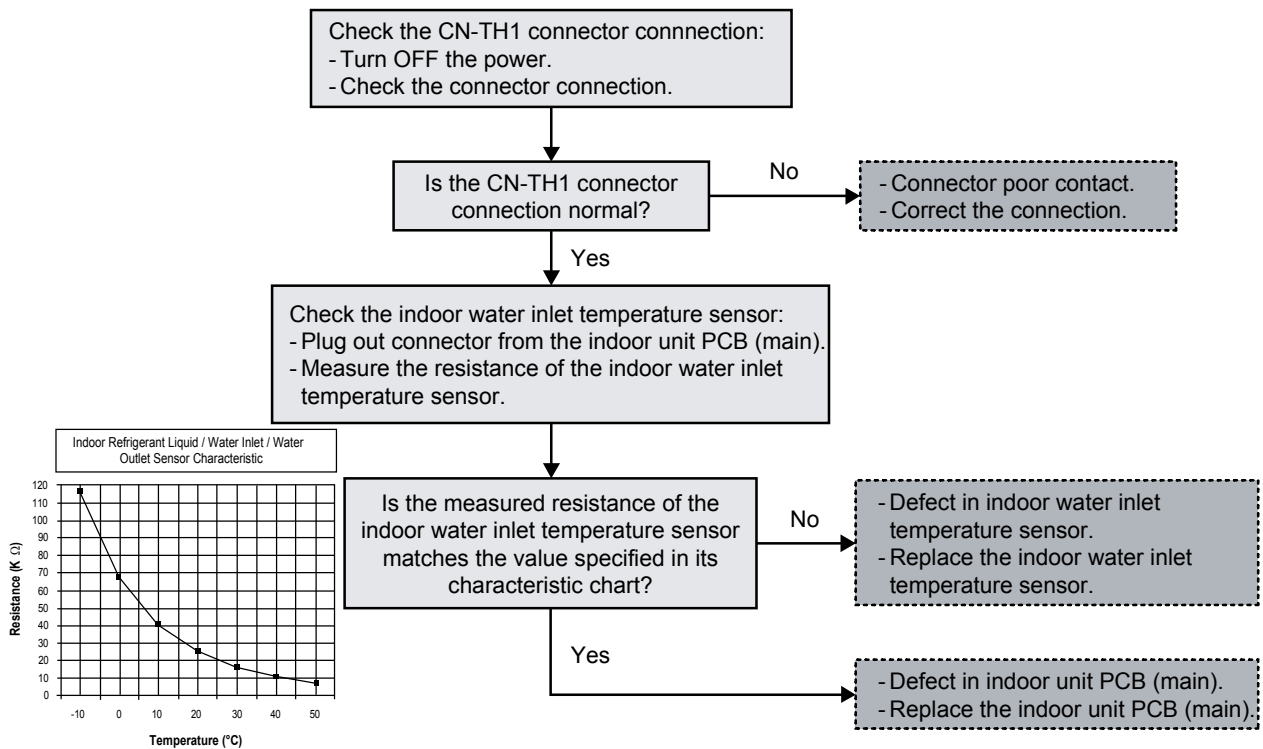 Check the CN-TH1 connector connnection:
- Turn OFF the power.
- Check the connector connection.
Is the CN-TH1 connector
connection normal?
No
- Connector poor contact.
- Correct the connection.
Yes
Check the indoor water inlet temperature sensor:
- Plug out connector from the indoor unit PCB (main).
- Measure the resistance of the indoor water inlet
temperature sensor.
Indoor Refrigerant Liquid / Water Inlet / Water
Outlet Sensor Characteristic
Resistance (K Ω)
120
110
100
90
80
70
60
50
40
30
20
10
0
-10 0 10 20 30 40 50
Temperature (°C)
Is the measured resistance of the
indoor water inlet temperature sensor
matches the value specified in its
characteristic chart?
No
- Defect in indoor water inlet
temperature sensor.
- Replace the indoor water inlet
temperature sensor.
Yes
- Defect in indoor unit PCB (main).
- Replace the indoor unit PCB (main).